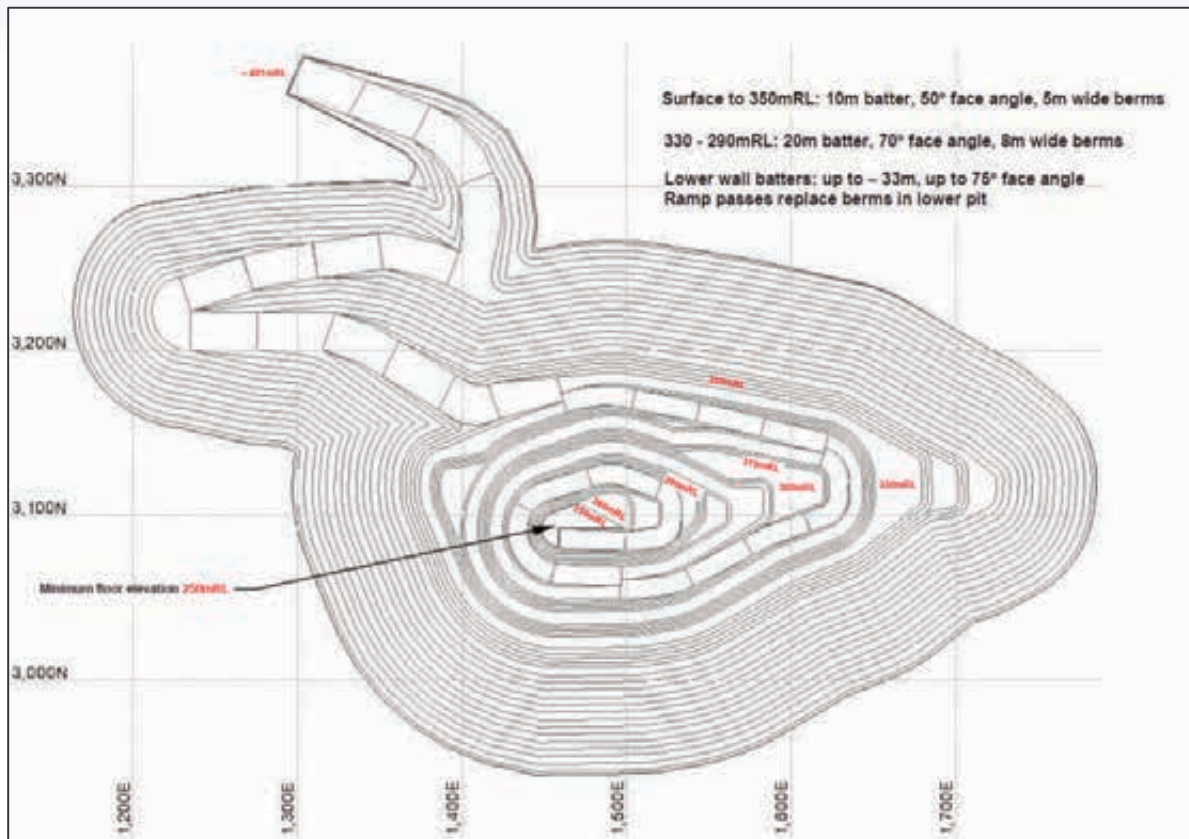 Surface to 350mRL: 10m batter, 50° face angle, 5m wide berms
330 - 290mRL: 20m batter, 70° face angle, 8m wide berms
Lower wall batters: up to ~ 33m, up to 75° face angle
Ramp passes replace berms in lower pit
3,300N
3,200N
3,100N
Minimum floor elevation 250mRL
3,000N
1,200E
1,300E
1,400E
1,500E
1,600E
1,700E